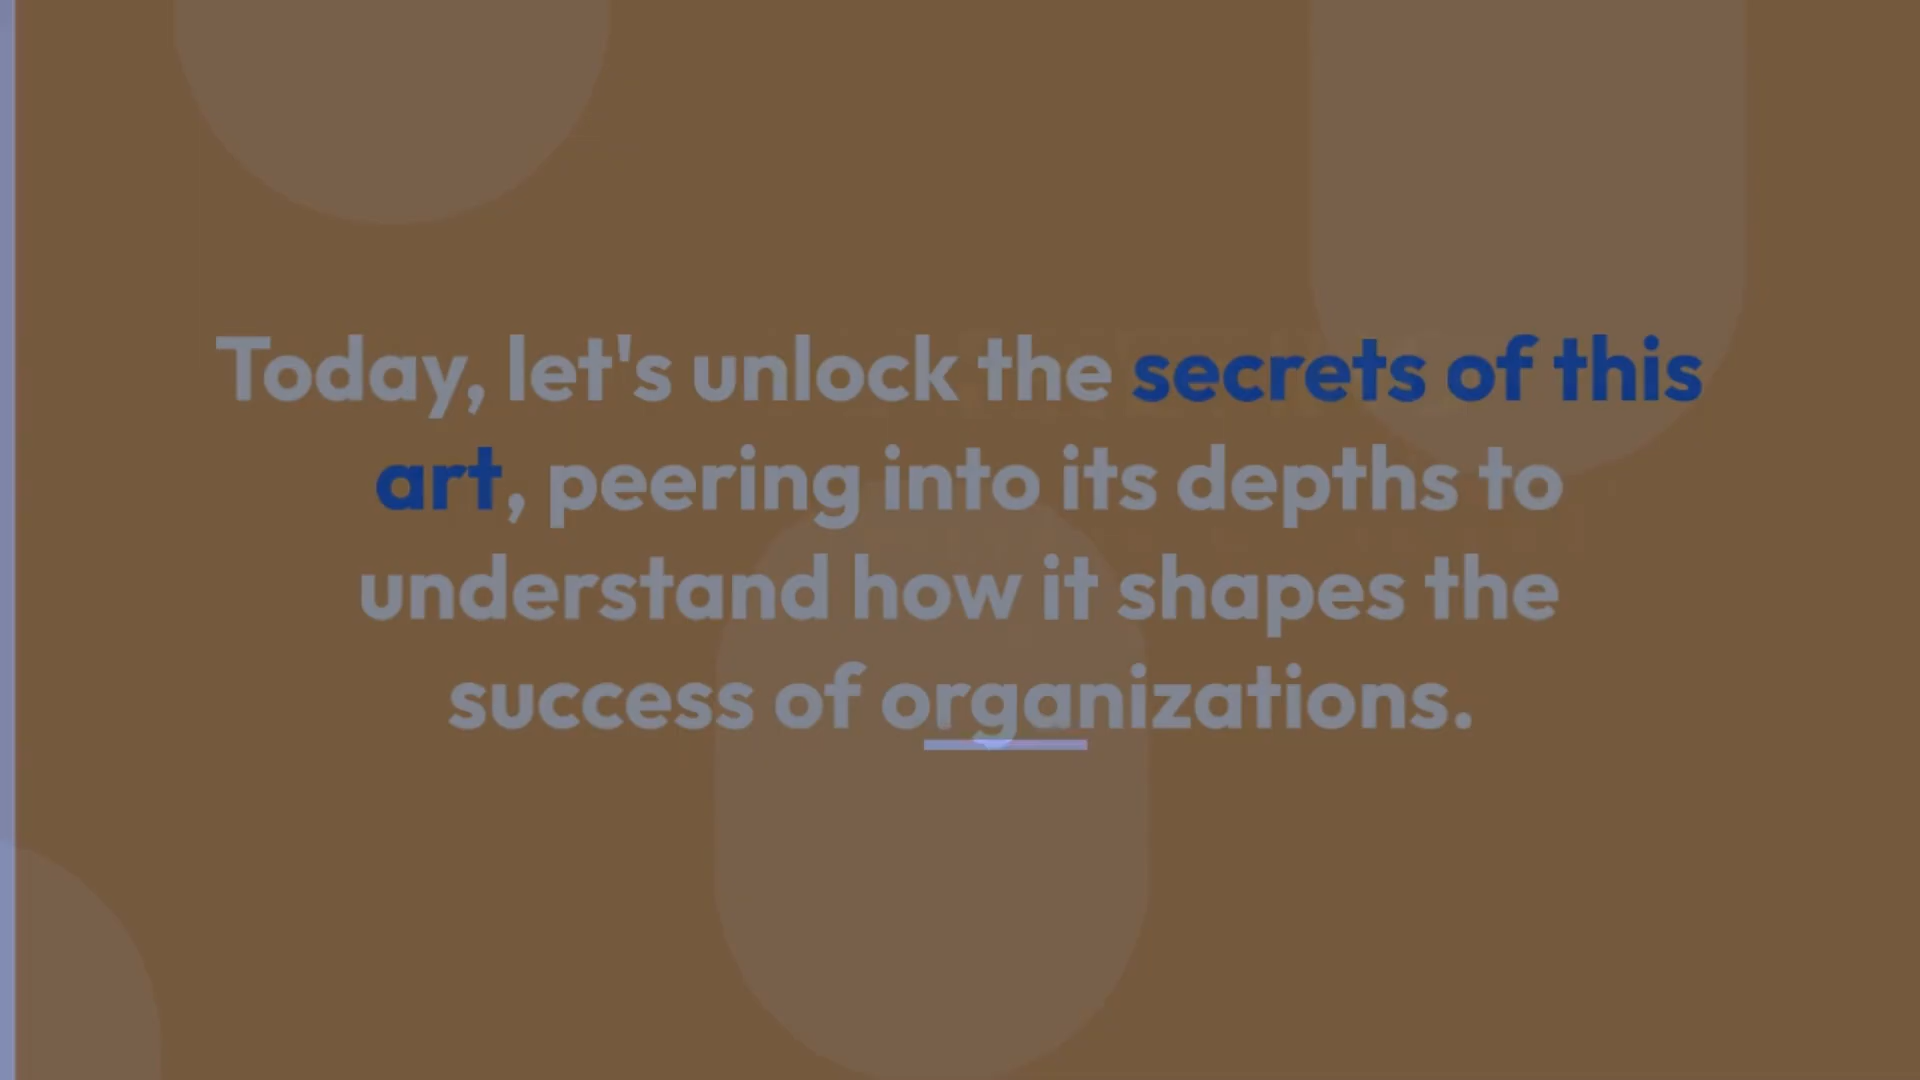 Today, let's unlock the secrets of this
art, peering into its depths to
understand how it shapes the
success of organizations.